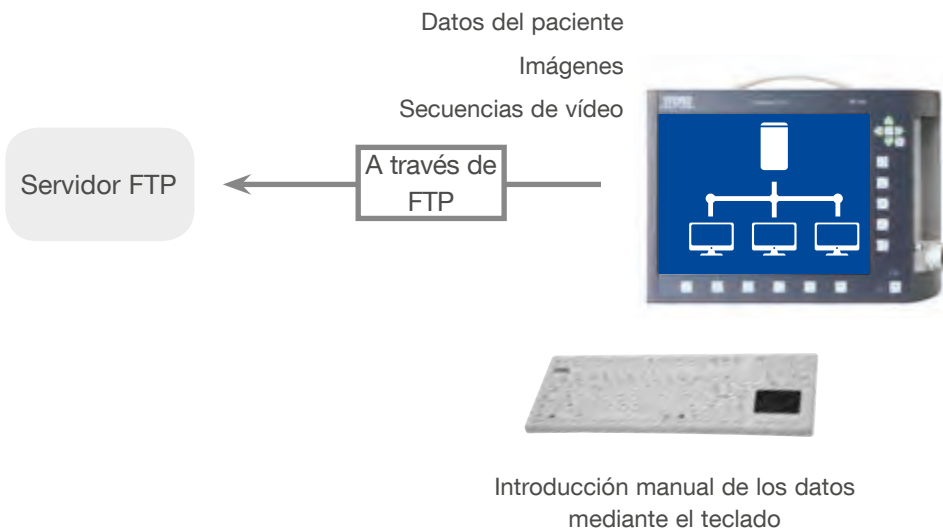 Datos del paciente
Imágenes
Secuencias de vídeo
Servidor FTP
A través de
FTP
Introducción manual de los datos
mediante el teclado